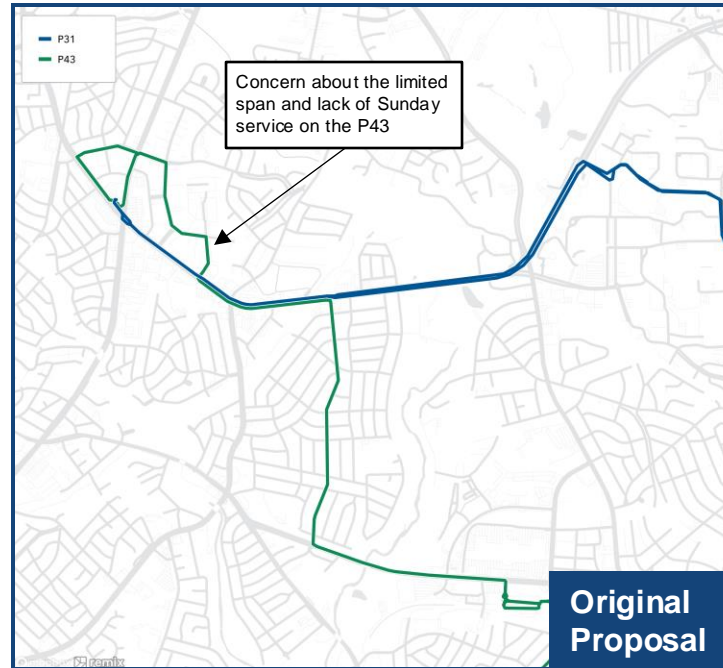 P31
P43
Concern about the limited
span and lack of Sunday
service on the P43
Original
Proposal
remix